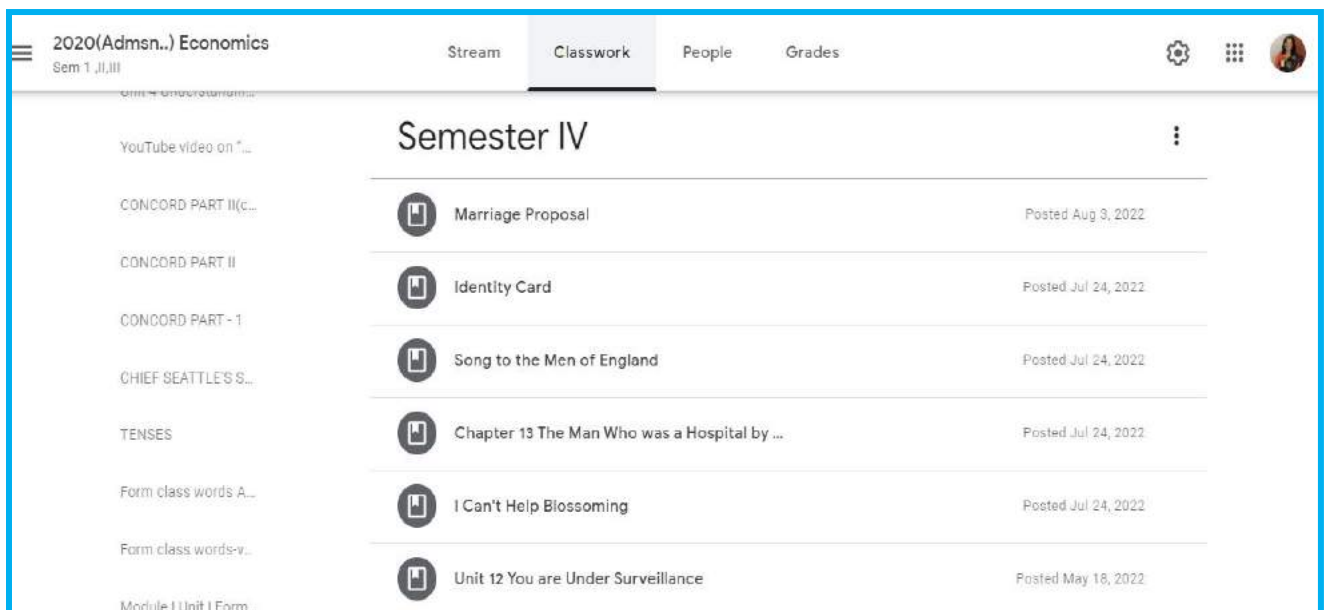 2020(Admsn..) Economics
Sem 1 ,II,III
Stream
Classwork
People
Grades
YouTube video on "...
CONCORD PART II(c...
CONCORD PART II
CONCORD PART - 1
CHIEF SEATTLE'S S...
TENSES
Form class words A...
Form class words-v...
Module I Unit I Form
Semester IV
Marriage Proposal Posted Aug 3, 2022
Identity Card Posted Jul 24, 2022
Song to the Men of England Posted Jul 24, 2022
Chapter 13 The Man Who was a Hospital by ... Posted Jul 24, 2022
I Can't Help Blossoming Posted Jul 24, 2022
Unit 12 You are Under Surveillance Posted May 18, 2022